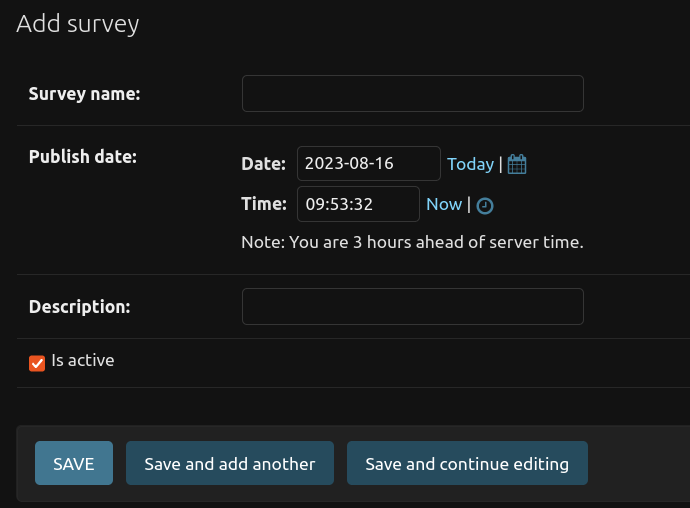 Add survey
Survey name:
Publish date:
Date: 2023-08-16 Today |
Time: 09:53:32 Now |
Note: You are 3 hours ahead of server time.
Description:
Is active
SAVE Save and add another Save and continue editing